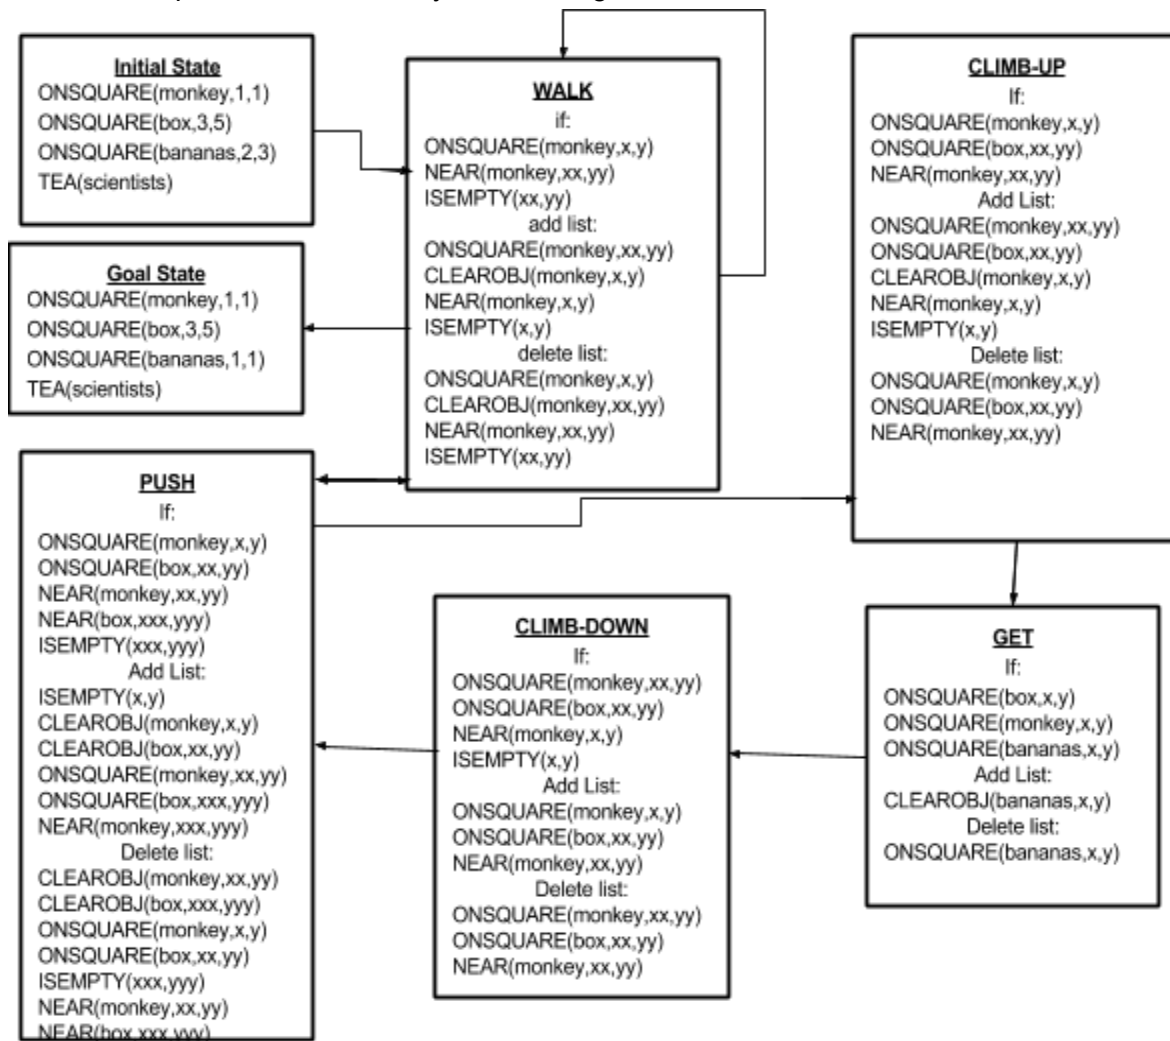 Initial State
ONSQUARE(monkey,1,1)
ONSQUARE(box,3,5)
ONSQUARE(bananas,2,3)
TEA(scientists)
Goal State
ONSQUARE(monkey,1,1)
ONSQUARE(box,3,5)
ONSQUARE(bananas,1,1)
TEA(scientists)
WALK
if:
ONSQUARE(monkey,x,y)
NEAR(monkey,xx,yy)
ISEMPTY(xx,yy)
add list:
ONSQUARE(monkey,xx,yy)
CLEAROBJ(monkey,x,y)
NEAR(monkey,x,y)
ISEMPTY(x,y)
delete list:
ONSQUARE(monkey,x,y)
CLEAROBJ(monkey,xx,yy)
NEAR(monkey,xx,yy)
ISEMPTY(xx,yy)
CLIMB-UP
If:
ONSQUARE(monkey,x,y)
ONSQUARE(box,xx,yy)
NEAR(monkey,xx,yy)
Add List:
ONSQUARE(monkey,xx,yy)
ONSQUARE(box,xx,yy)
CLEAROBJ(monkey,x,y)
NEAR(monkey,x,y)
ISEMPTY(x,y)
Delete list:
ONSQUARE(monkey,x,y)
ONSQUARE(box,xx,yy)
NEAR(monkey,xx,yy)
PUSH
If:
ONSQUARE(monkey,x,y)
ONSQUARE(box,xx,yy)
NEAR(monkey,xx,yy)
NEAR(box,xxx,yyy)
ISEMPTY(xxx,yyy)
Add List:
ISEMPTY(x,y)
CLEAROBJ(monkey,x,y)
CLEAROBJ(box,xx,yy)
ONSQUARE(monkey,xx,yy)
ONSQUARE(box,xxx,yyy)
NEAR(monkey,xxx,yyy)
Delete list:
CLEAROBJ(monkey,xx,yy)
CLEAROBJ(box,xxx,yyy)
ONSQUARE(monkey,x,y)
ONSQUARE(box,xx,yy)
ISEMPTY(xxx,yyy)
NEAR(monkey,xx,yy)
NEAR(box,xxx,yyy)
CLIMB-DOWN
If:
ONSQUARE(monkey,xx,yy)
ONSQUARE(box,xx,yy)
NEAR(monkey,x,y)
ISEMPTY(x,y)
Add List:
ONSQUARE(monkey,x,y)
ONSQUARE(box,xx,yy)
NEAR(monkey,xx,yy)
Delete list:
ONSQUARE(monkey,xx,yy)
ONSQUARE(box,xx,yy)
NEAR(monkey,xx,yy)
GET
If:
ONSQUARE(box,x,y)
ONSQUARE(monkey,x,y)
ONSQUARE(bananas,x,y)
Add List:
CLEAROBJ(bananas,x,y)
Delete list:
ONSQUARE(bananas,x,y)